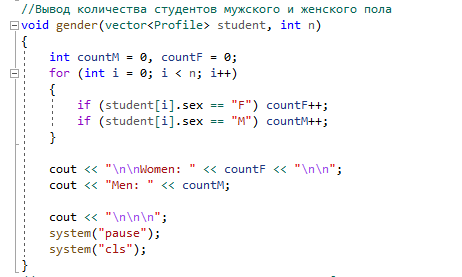 //Вывод количества студентов мужского и женского пола
void gender(vector<Profile> student, int n)
{
    int countM = 0, countF = 0;
    for (int i = 0; i < n; i++)
    {
        if (student[i].sex == "F") countF++;
        if (student[i].sex == "M") countM++;
    }

    cout << "\n\nWomen: " << countF << "\n\n";
    cout << "Men: " << countM;

    cout << "\n\n\n";
    system("pause");
    system("cls");
}